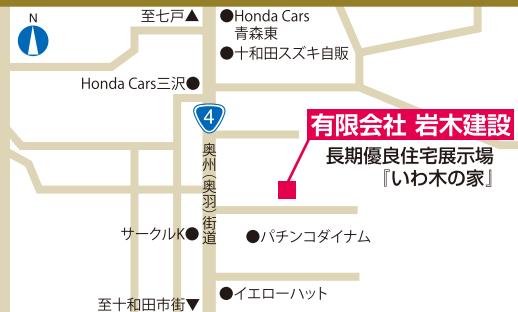 N
至七戸▲
●Honda Cars
青森東
●十和田スズキ自販
Honda Cars三沢●
4
有限会社 岩木建設
長期優良住宅展示場
『いわ木の家』
奥州(奥羽)街道
サークルK●
●パチンコダイナム
●イエローハット
至十和田市街▼